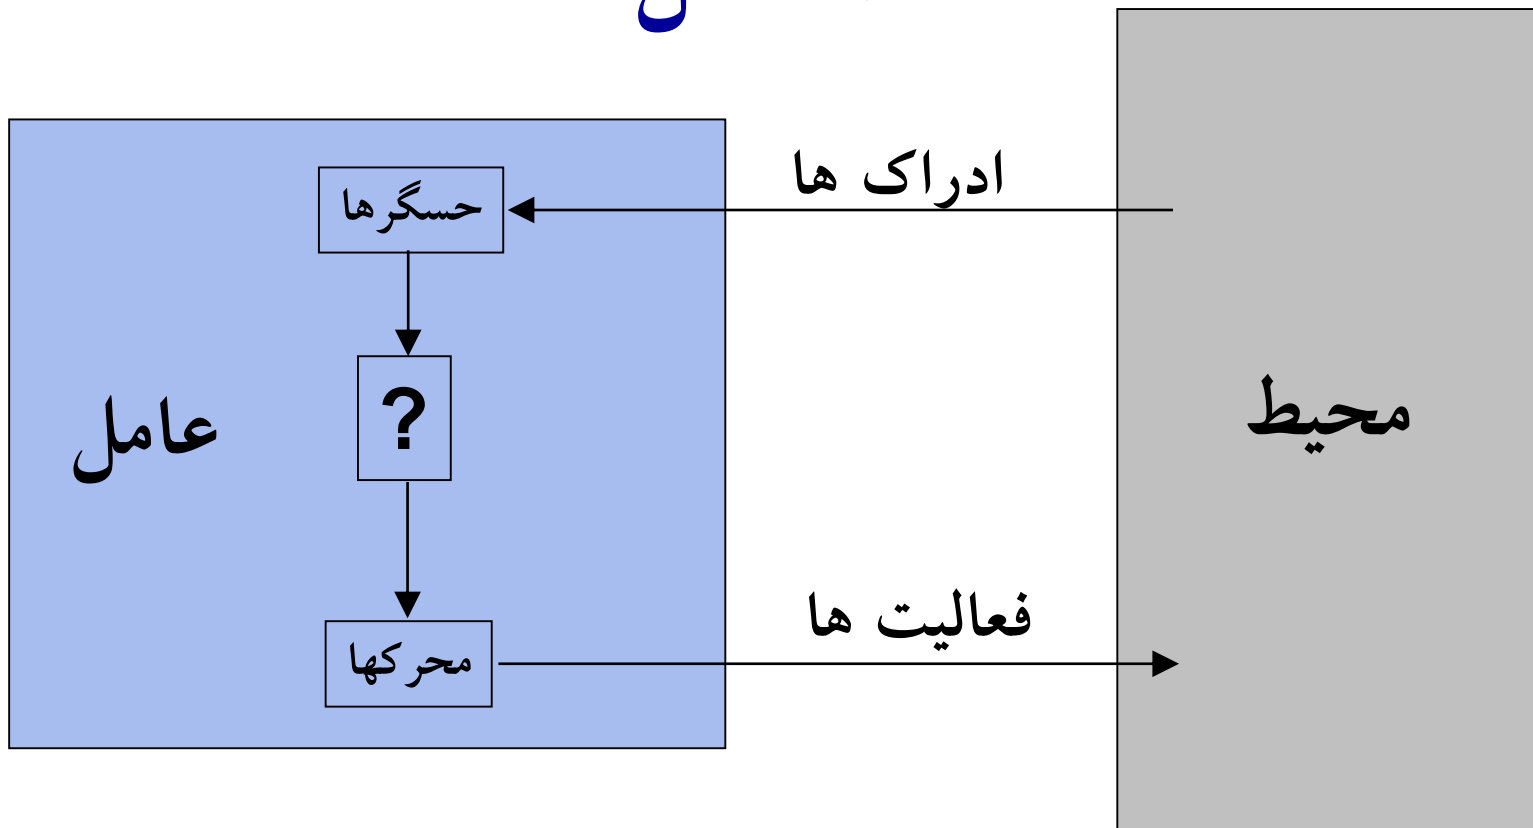 ادراک ها
حسگرها
?
عامل
محیط
فعالیت ها
محرکها